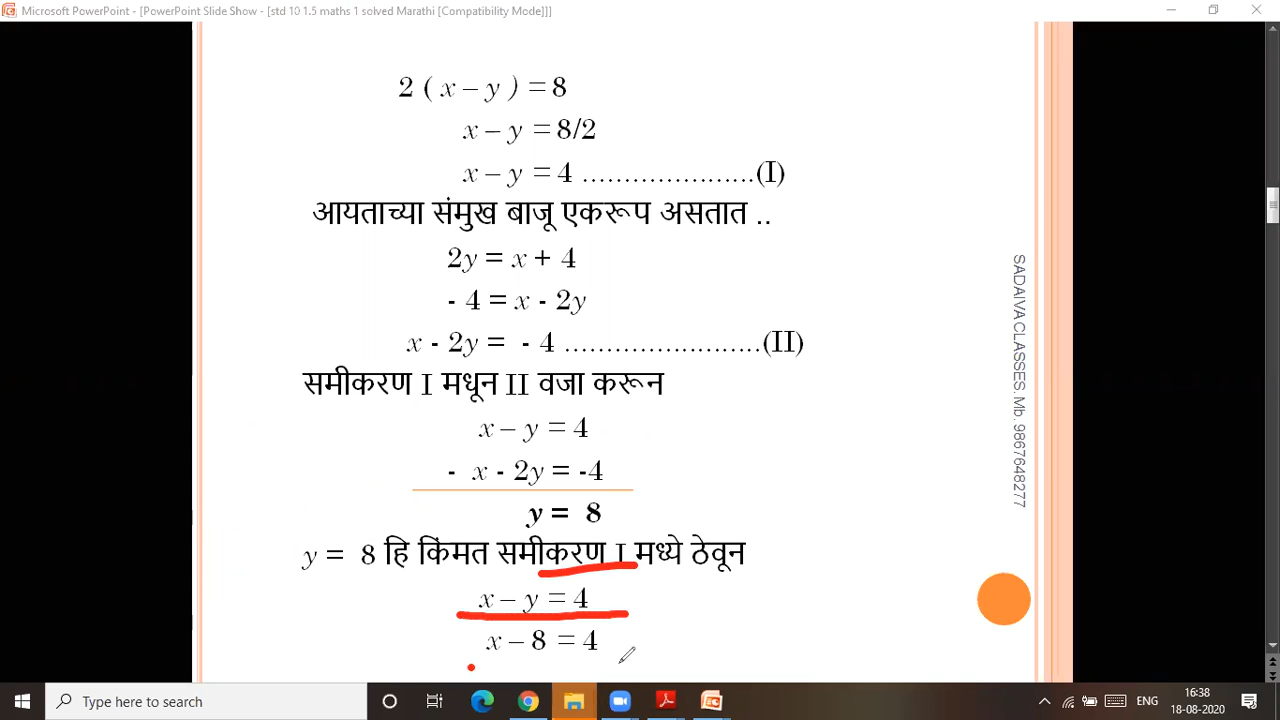 Microsoft PowerPoint - [PowerPoint Slide Show - [std 10 1.5 maths 1 solved Marathi [Compatibility Mode]]]
2 ( x – y ) = 8
x – y = 8/2
x – y = 4 .....................(I)
आयताच्या संमुख बाजू एकरूप असतात ..
2y = x + 4
- 4 = x - 2y
x - 2y = - 4 ........................(II)
समीकरण I मधून II वजा करून
x – y = 4
- x - 2y = -4
y = 8
y = 8 हि किंमत समीकरण I मध्ये ठेवून
x – y = 4
x – 8 = 4
SADAIVA CLASSES. Mb. 9867648277
Type here to search
ENG
16:38
18-08-2020